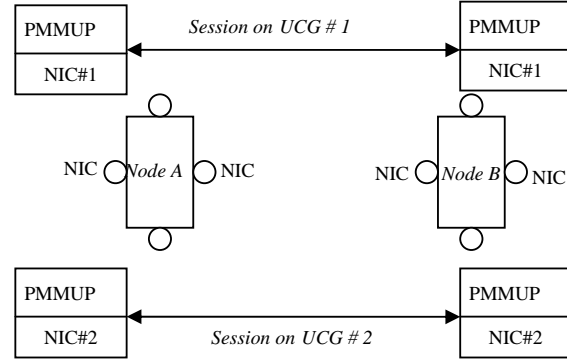 PMMUP
Session on UCG # 1
PMMUP
NIC#1
NIC#1
NIC
Node A
NIC
NIC
Node B
NIC
PMMUP
PMMUP
NIC#2
Session on UCG # 2
NIC#2